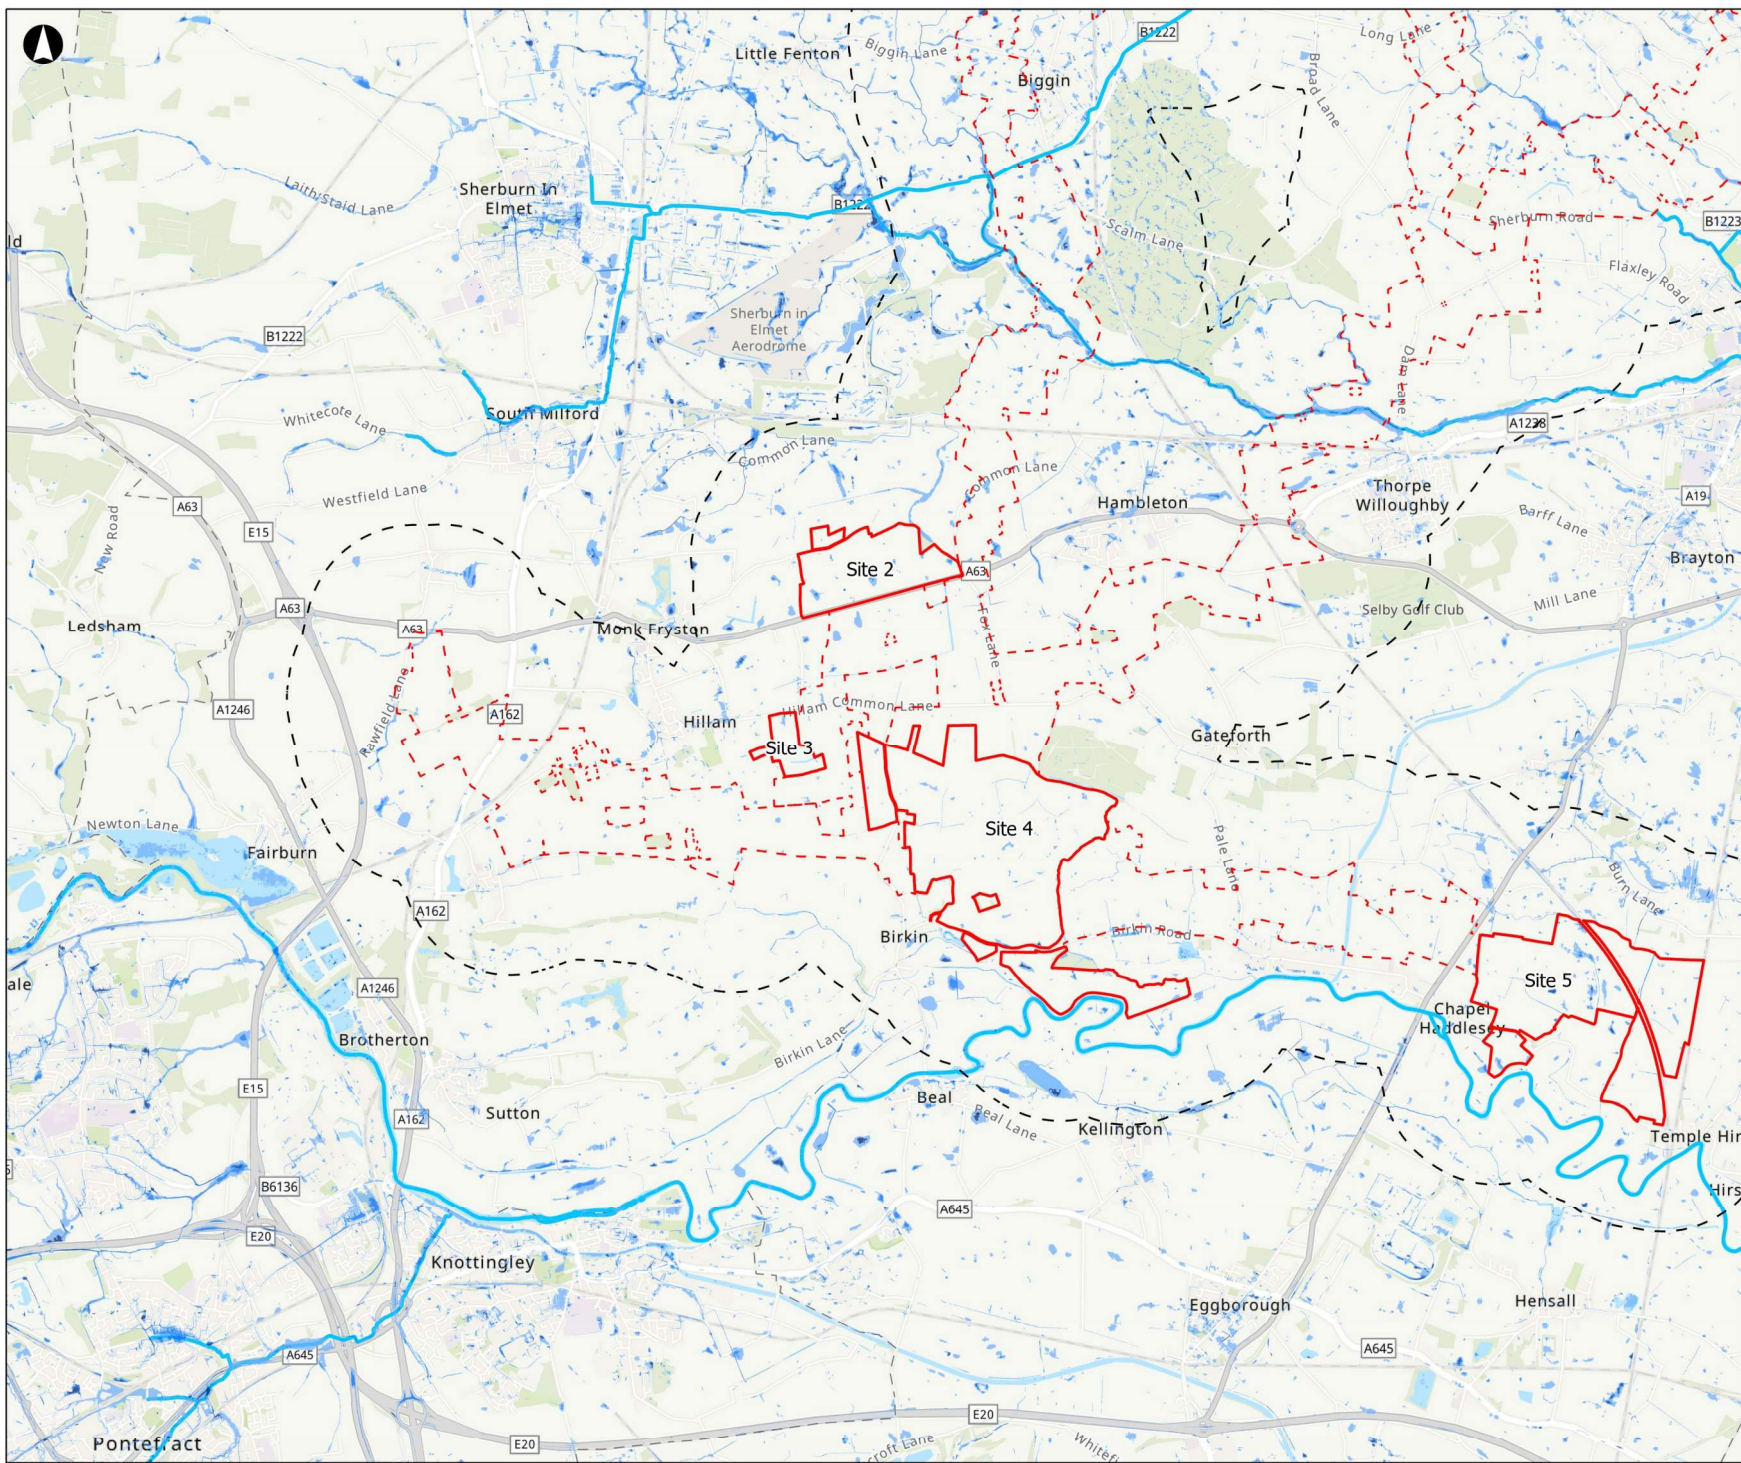 B1222
Little Fenton
Biggin Lane
Long Lane
Biggin
Broad Lane
Laith Staid Lane
Sherburn In
Elmet
B1222
Scalm Lane
Sherburn Road
B1223
ld
Flaxley Road
Sherburn in
Elmet
Aerodrome
B1222
Dam Lane
Whitecote Lane
South Milford
A1238
Common Lane
Common Lane
Westfield Lane
A63
Hambleton
Thorpe
Willoughby
A19
New Road
E15
Barff Lane
Site 2
A63
Brayton
A63
Mill Lane
Selby Golf Club
Ledsham
A63
Monk Fryston
Fox Lane
Rawfield Lane
A1246
A162
Hillam
Hillam Common Lane
Gateforth
Site 3
Newton Lane
Site 4
Fairburn
Pale Lane
Burn Lane
A162
Birkin
Birkin Road
ale
A1246
Site 5
Chapel
Haddlesey
Brotherton
Birkin Lane
E15
Sutton
A162
Beal
Beal Lane
Kellington
Temple Hir
B6136
Hirs
A645
E20
Knottingley
Eggborough
Hensall
A645
A645
E20
E20
Pontefract
croft Lane
Whitefi